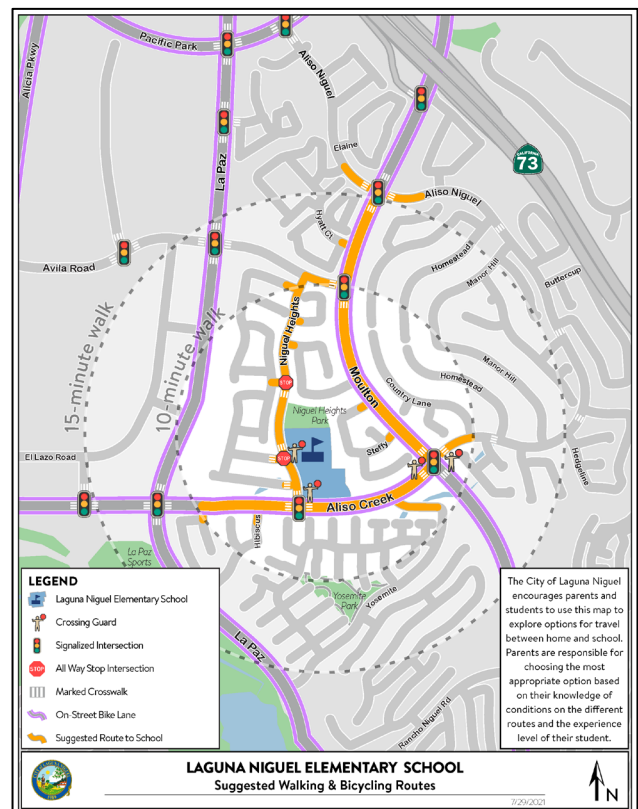 Alicia Pkwy
Pacific Park
La Paz
Aliso Niguel
Elaine
Aliso Niguel
CALIFORNIA
73
Hyatt Ct
Homestead
Manor Hill
Buttercup
Avila Road
15-minute walk
10-minute walk
Niguel Heights
Moulton
STOP
Niguel Heights
Park
Country Lane
Homestead
Manor Hill
Steffy
STOP
El Lazo Road
Hedgeline
Aliso Creek
Hibiscus
La Paz
Sports
Yosemite
Park
Yosemite
La Paz
Rancho Niguel Rd
LEGEND
Laguna Niguel Elementary School
Crossing Guard
Signalized Intersection
STOP
All Way Stop Intersection
Marked Crosswalk
On-Street Bike Lane
Suggested Route to School
The City of Laguna Niguel
encourages parents and
students to use this map to
explore options for travel
between home and school.
Parents are responsible for
choosing the most
appropriate option based
on their knowledge of
conditions on the different
routes and the experience
level of their student.
LAGUNA NIGUEL ELEMENTARY SCHOOL
Suggested Walking & Bicycling Routes
7/29/2021
N